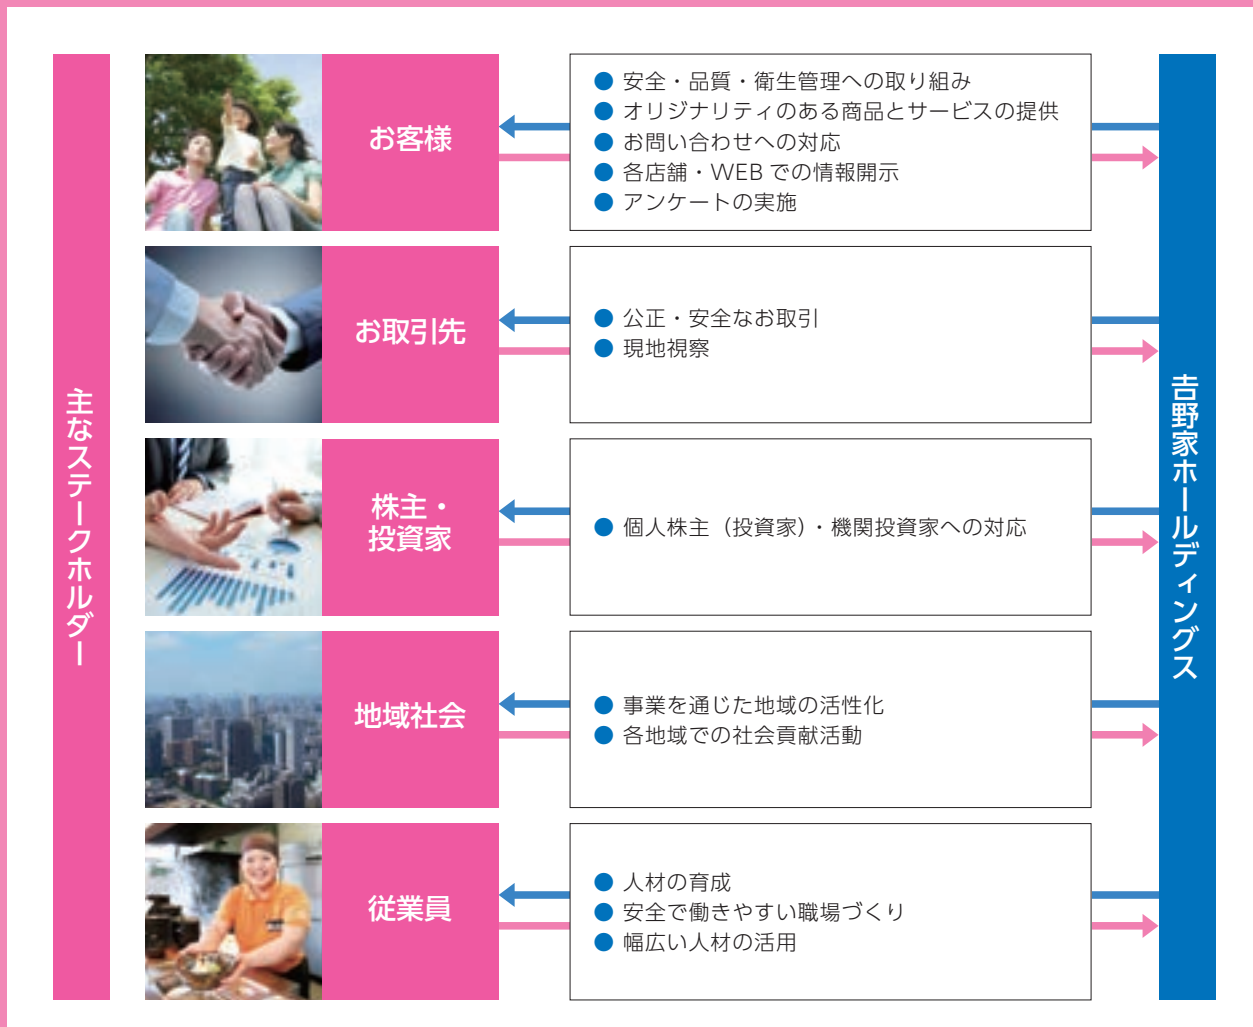 主なステークホルダー
お客様
● 安全・品質・衛生管理への取り組み
● オリジナリティのある商品とサービスの提供
● お問い合わせへの対応
● 各店舗・WEB での情報開示
● アンケートの実施
お取引先
● 公正・安全なお取引
● 現地視察
株主・
投資家
● 個人株主（投資家）・機関投資家への対応
地域社会
● 事業を通じた地域の活性化
● 各地域での社会貢献活動
従業員
● 人材の育成
● 安全で働きやすい職場づくり
● 幅広い人材の活用
𠮷野家ホールディングス